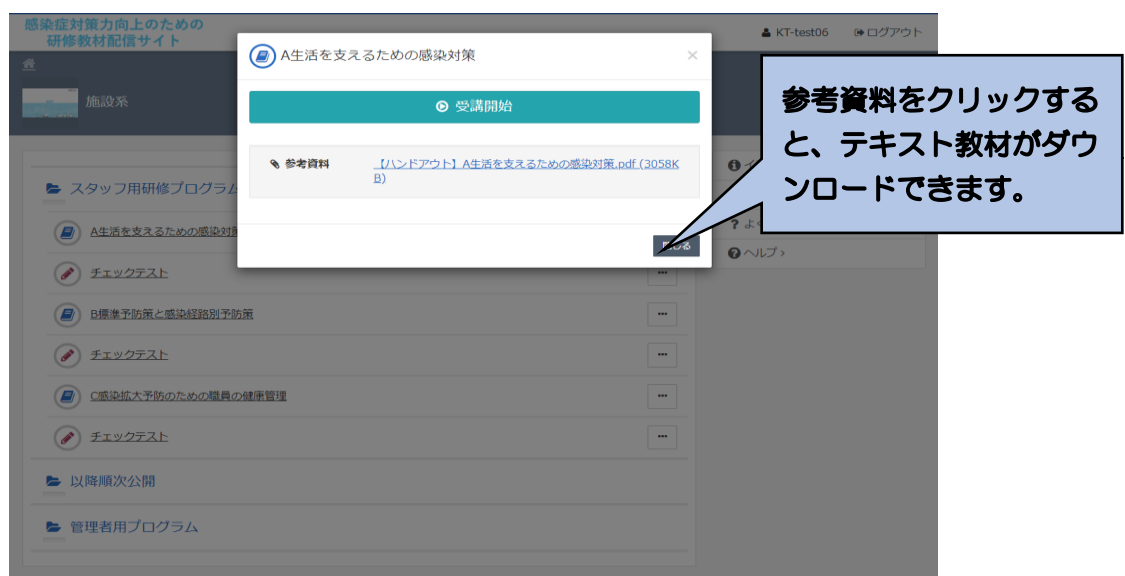 感染症対策力向上のための
研修教材配信サイト
KT-test06 ログアウト
施設系
A生活を支えるための感染対策
×
受講開始
参考資料
【ハンドアウト】A生活を支えるための感染対策.pdf (3058K
B)
参考資料をクリックする
と、テキスト教材がダウ
ンロードできます。
スタッフ用研修プログラム
A生活を支えるための感染対策
チェックテスト
B標準予防策と感染経路別予防策
チェックテスト
C感染拡大予防のための職員の健康管理
チェックテスト
以降順次公開
管理者用プログラム
? よく
ヘルプ ›